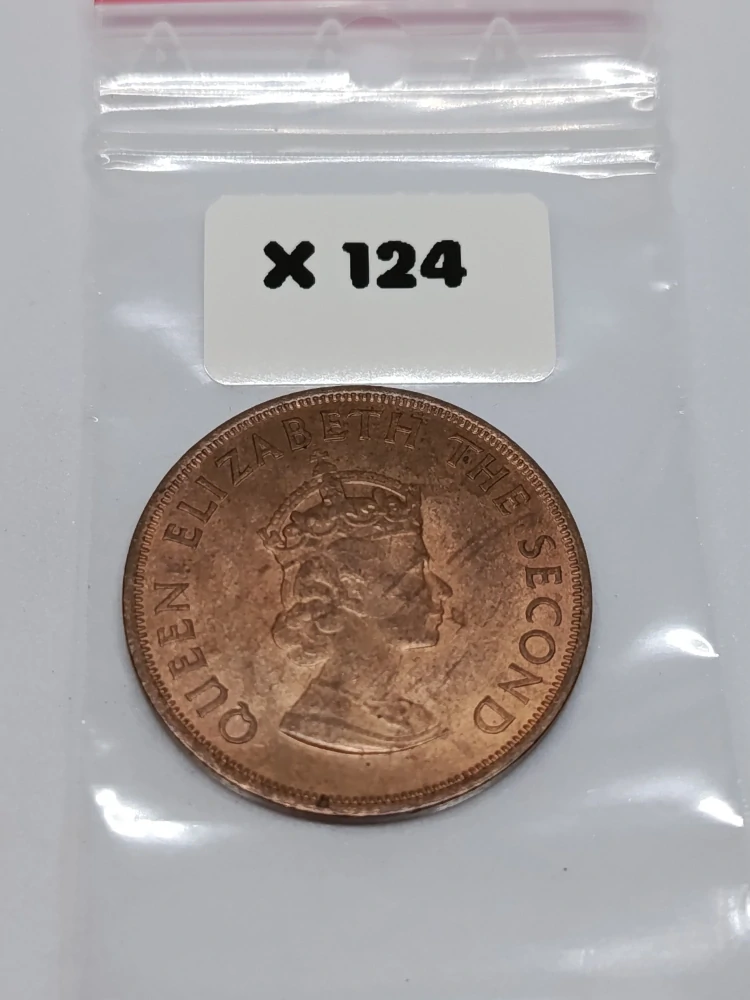 X 124
QUEEN ELIZABETH THE SECOND